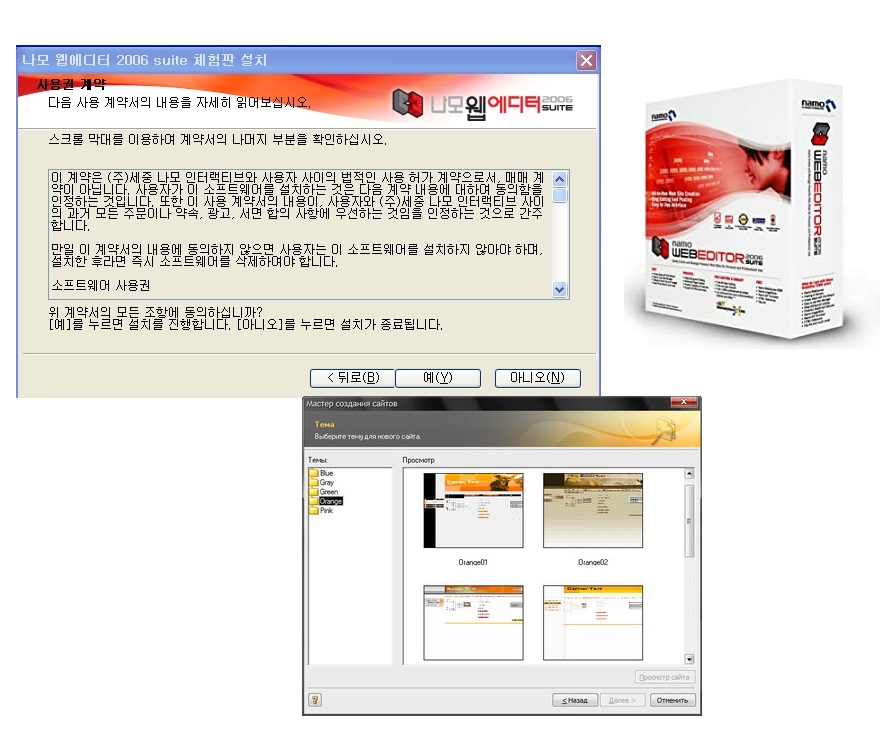 나모 웹에디터 2006 suite 체험판 설치
사용권 계약
다음 사용 계약서의 내용을 자세히 읽어보십시오.
나모웹에디터 2006 SUITE
스크롤 막대를 이용하여 계약서의 나머지 부분을 확인하십시오.
이 계약은 (주)세중 나모 인터랙티브와 사용자 사이의 법적인 사용 허가 계약으로서, 매매 계
약이 아닙니다. 사용자가 이 소프트웨어를 설치하는 것은 다음 계약 내용에 대하여 동의함을
인정하는 것입니다. 또한 이 사용 계약서의 내용이, 사용자와 (주)세중 나모 인터랙티브 사이
의 과거 모든 주문이나 약속, 광고, 서면 합의 사항에 우선하는 것임을 인정하는 것으로 간주
합니다.
만일 이 계약서의 내용에 동의하지 않으면 사용자는 이 소프트웨어를 설치하지 않아야 하며,
설치한 후라면 즉시 소프트웨어를 삭제하여야 합니다.
소프트웨어 사용권
위 계약서의 모든 조항에 동의하십니까?
[예]를 누르면 설치를 진행합니다. [아니오]를 누르면 설치가 종료됩니다.
< 뒤로(B)
예(Y)
아니오(N)
namo
namo
All-in-One Web Site Creation
Easy to Use Interface
namo
WEBEDITOR 2006
SUITE
namo
WEBEDITOR 2006
SUITE
Мастер создания сайтов
Тема
Выберите тему для нового сайта.
Темы:
Просмотр
Blue
Gray
Green
Orange
Pink
Banner Text
Orange01
Orange02
Banner Text
Просмотр сайта
< Назад
Далее >
Отменить